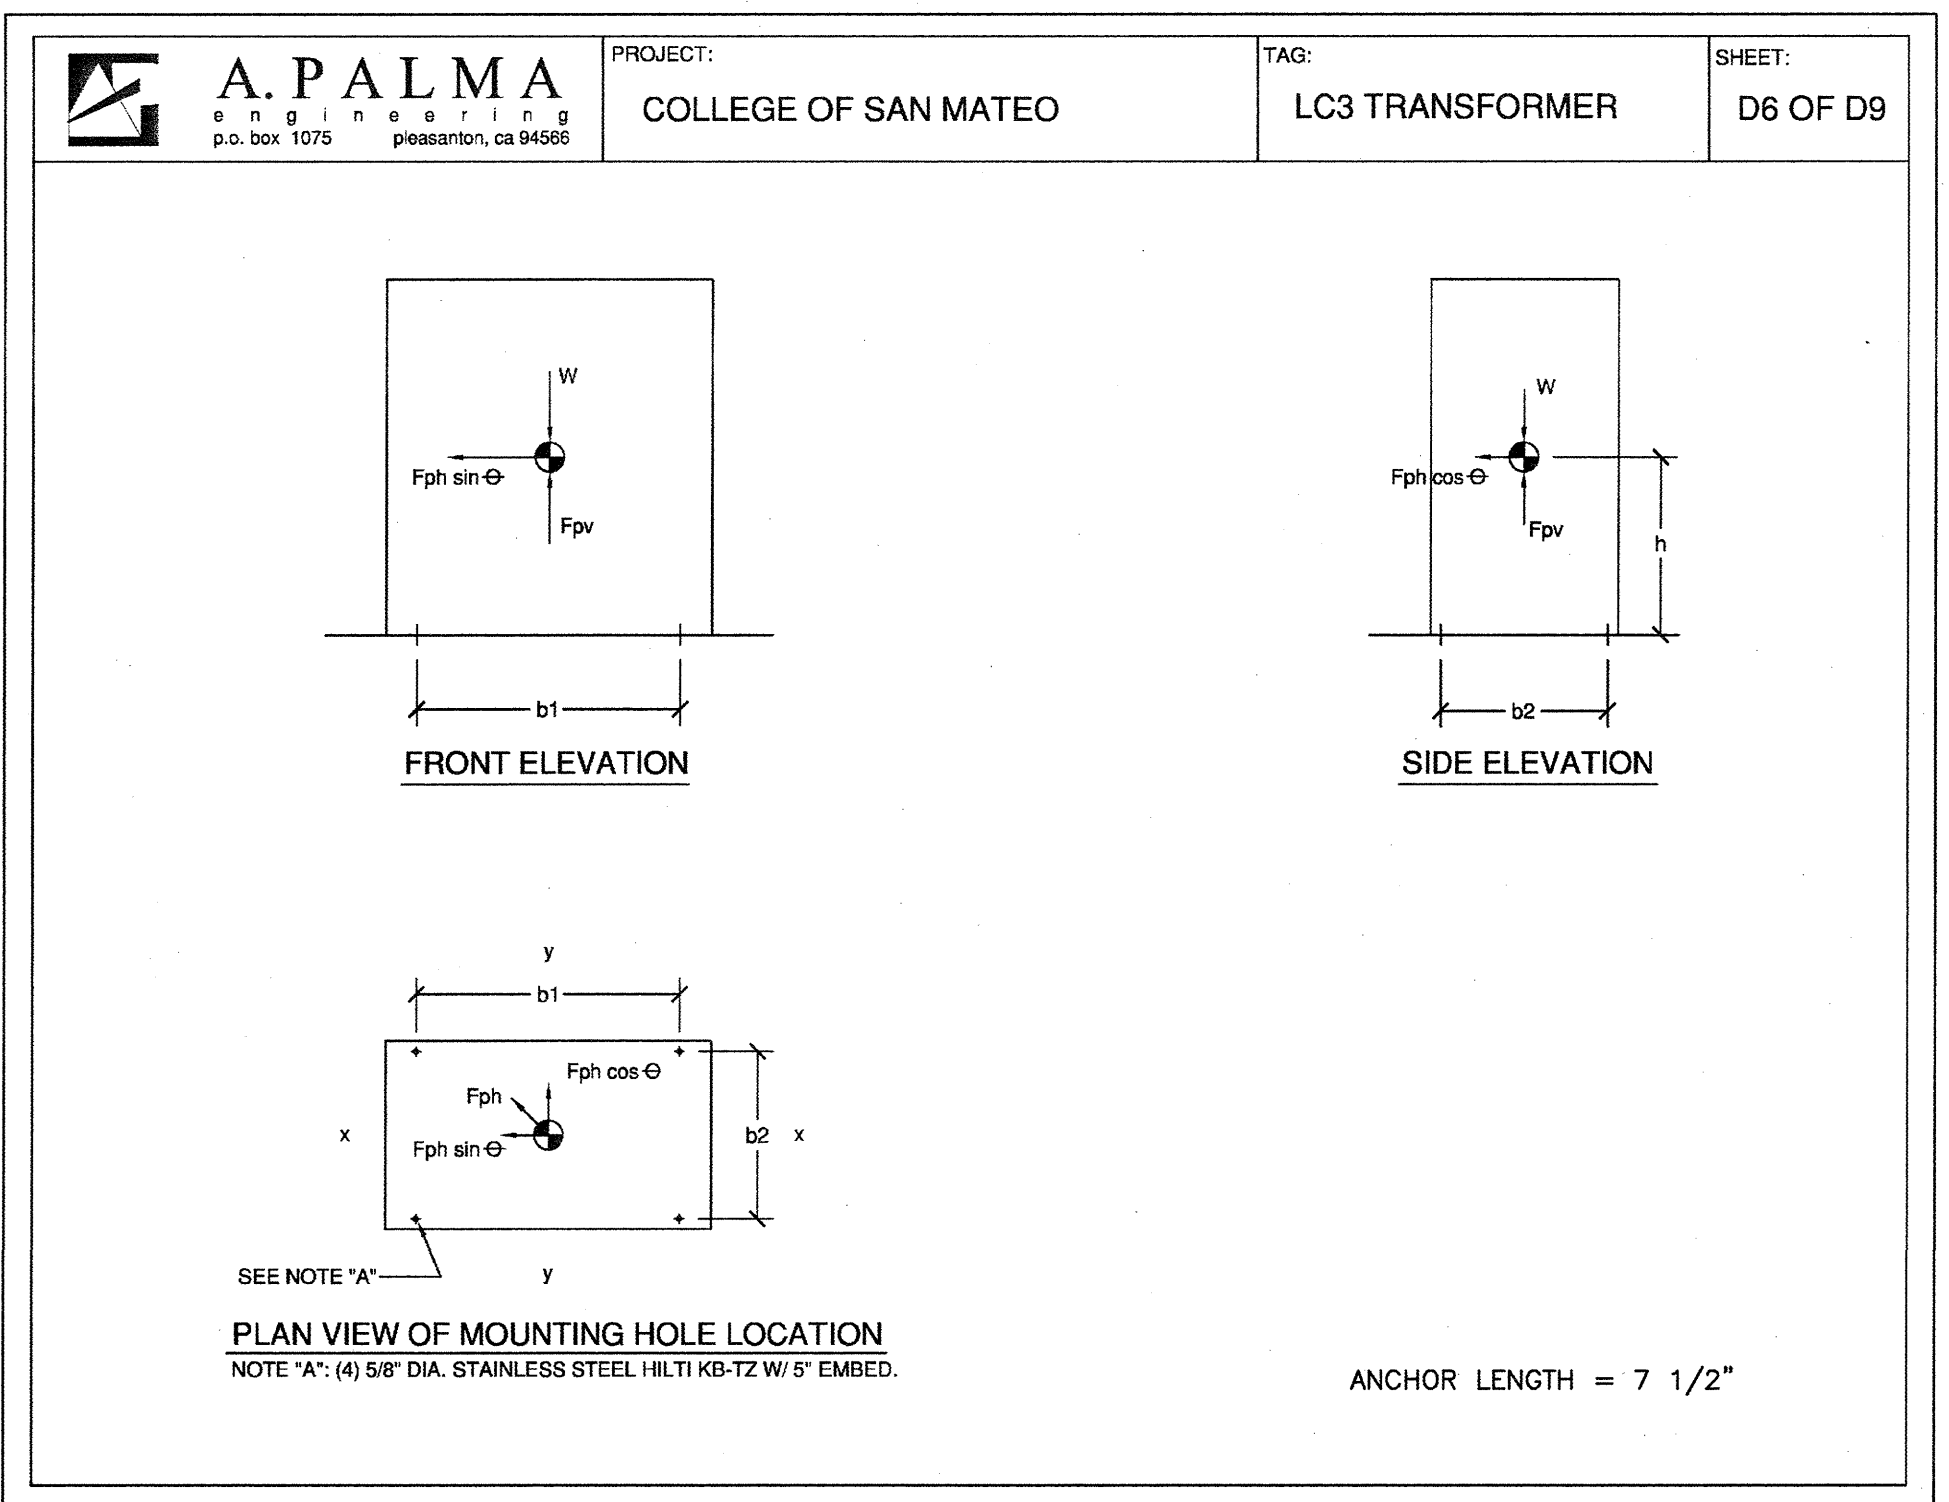 A. PALMA
engineering
p.o. box 1075 pleasanton, ca 94566
PROJECT:
COLLEGE OF SAN MATEO
TAG:
LC3 TRANSFORMER
SHEET:
D6 OF D9
W
Fph sin Θ
Fpv
b1
FRONT ELEVATION
W
Fph cos Θ
Fpv
h
b2
SIDE ELEVATION
y
b1
Fph cos Θ
Fph
x
Fph sin Θ
b2
x
SEE NOTE "A"
y
PLAN VIEW OF MOUNTING HOLE LOCATION
NOTE "A": (4) 5/8" DIA. STAINLESS STEEL HILTI KB-TZ W/ 5" EMBED.
ANCHOR LENGTH = 7 1/2"